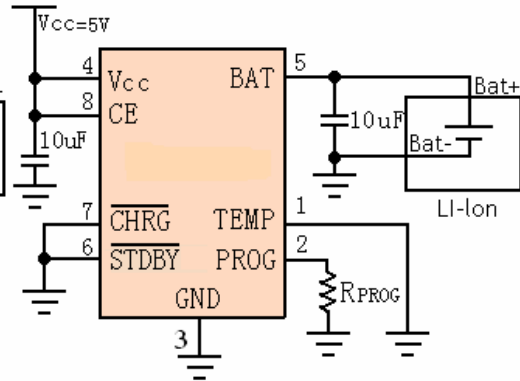 Vcc=5V
4
Vcc
BAT
5
8
CE
Bat+
10uF
10uF
Bat-
LI-Ion
7
CHRG
TEMP
1
6
STDBY
PROG
2
RPROG
GND
3